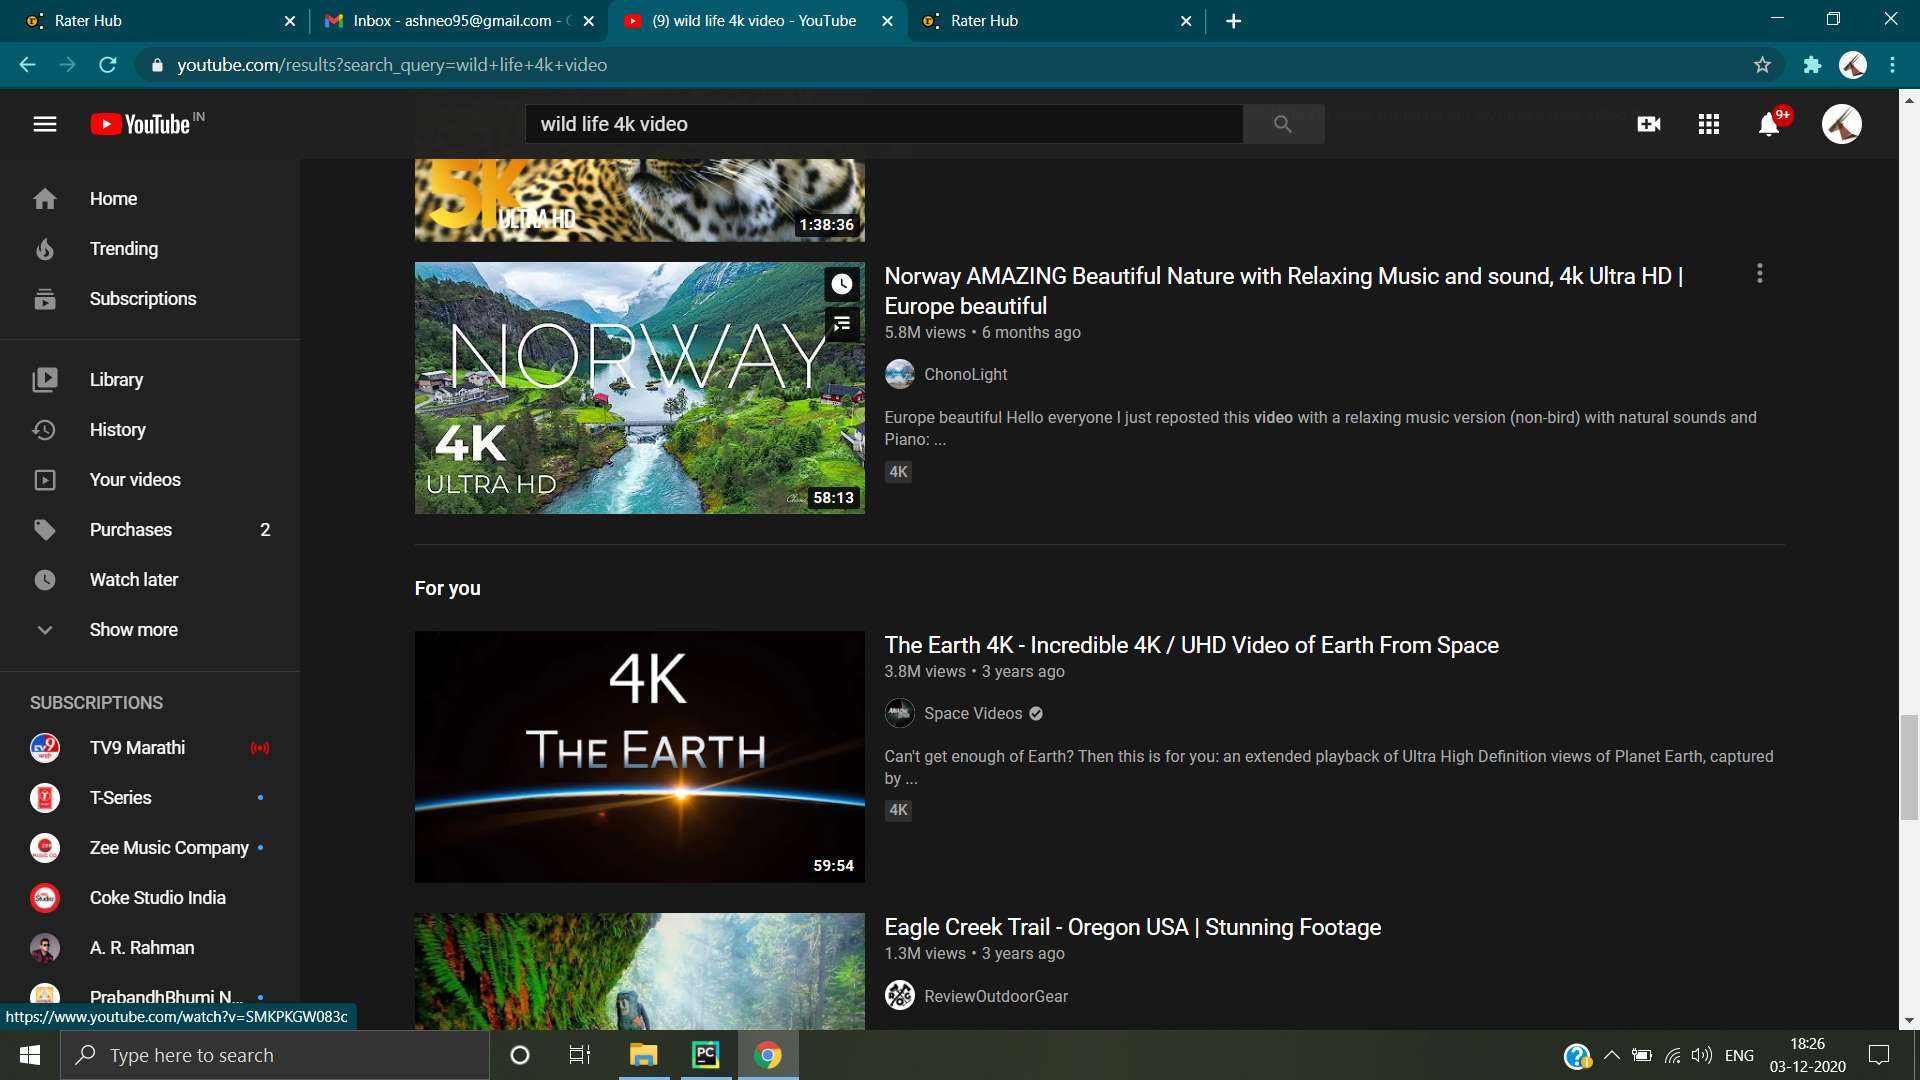 Rater Hub
Inbox - ashneo95@gmail.com -
(9) wild life 4k video - YouTube
Rater Hub
youtube.com/results?search_query=wild+life+4k+video
YouTube IN
wild life 4k video
9+
Home
Trending
Subscriptions
Library
History
Your videos
Purchases 2
Watch later
Show more
SUBSCRIPTIONS
TV9 Marathi
T-Series
Zee Music Company
Coke Studio India
A. R. Rahman
PrabandhBhumi N...
https://www.youtube.com/watch?v=SMKPKGW083c
5K
ULTRA HD
1:38:36
NORWAY
4K
ULTRA HD
58:13
Norway AMAZING Beautiful Nature with Relaxing Music and sound, 4k Ultra HD |
Europe beautiful
5.8M views • 6 months ago
ChonoLight
Europe beautiful Hello everyone I just reposted this video with a relaxing music version (non-bird) with natural sounds and
Piano: ...
4K
For you
4K
THE EARTH
59:54
The Earth 4K - Incredible 4K / UHD Video of Earth From Space
3.8M views • 3 years ago
Space Videos
Can't get enough of Earth? Then this is for you: an extended playback of Ultra High Definition views of Planet Earth, captured
by ...
4K
Eagle Creek Trail - Oregon USA | Stunning Footage
1.3M views • 3 years ago
ReviewOutdoorGear
Type here to search
PC
ENG
18:26
03-12-2020